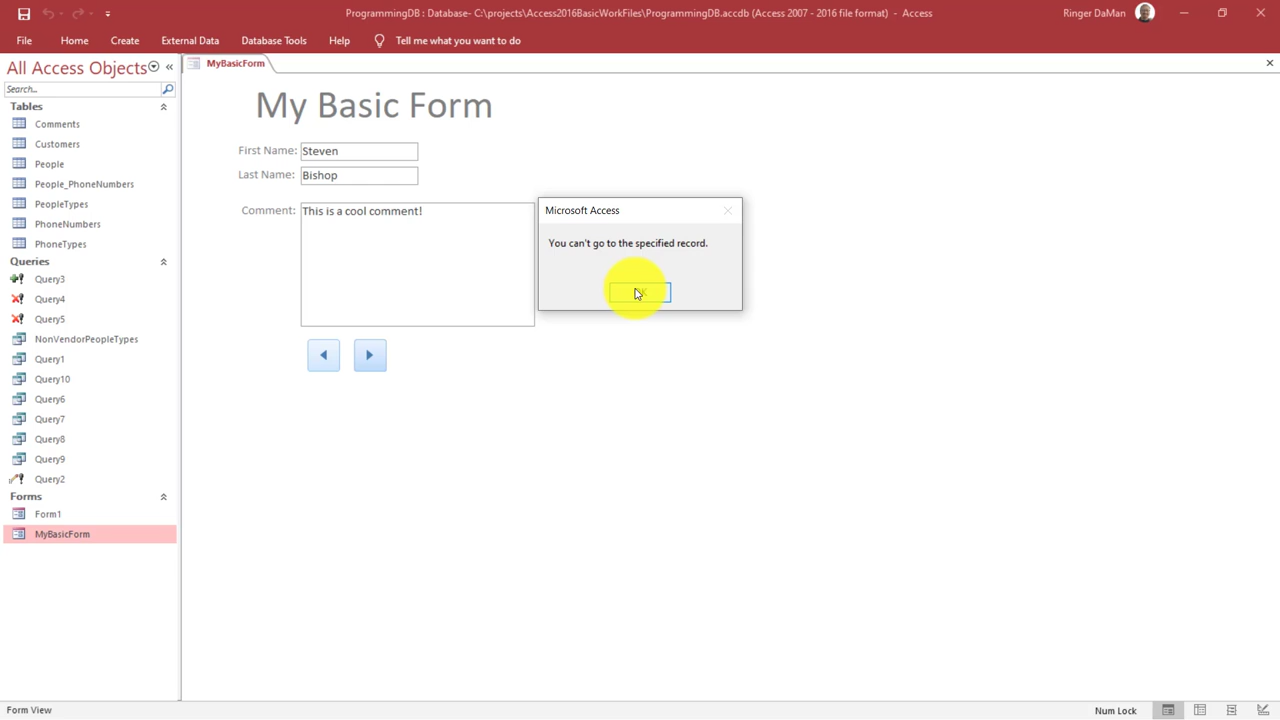 ProgrammingDB : Database- C:\projects\Access2016BasicWorkFiles\ProgrammingDB.accdb (Access 2007 - 2016 file format) - Access
Ringer DaMan
File Home Create External Data Database Tools Help Tell me what you want to do
All Access Objects
Search...
Tables
Comments
Customers
People
People_PhoneNumbers
PeopleTypes
PhoneNumbers
PhoneTypes
Queries
Query3
Query4
Query5
NonVendorPeopleTypes
Query1
Query10
Query6
Query7
Query8
Query9
Query2
Forms
Form1
MyBasicForm
MyBasicForm
My Basic Form
First Name: Steven
Last Name: Bishop
Comment: This is a cool comment!
Microsoft Access
You can't go to the specified record.
Form View
Num Lock